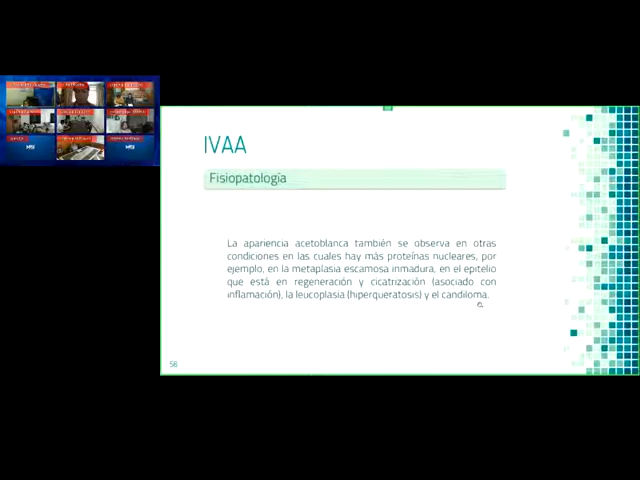 IVAA
Fisiopatología
La apariencia acetoblanca también se observa en otras
condiciones en las cuales hay más proteínas nucleares, por
ejemplo, en la metaplasia escamosa inmadura, en el epitelio
que está en regeneración y cicatrización (asociado con
inflamación), la leucoplasia (hiperqueratosis) y el candiloma.
56